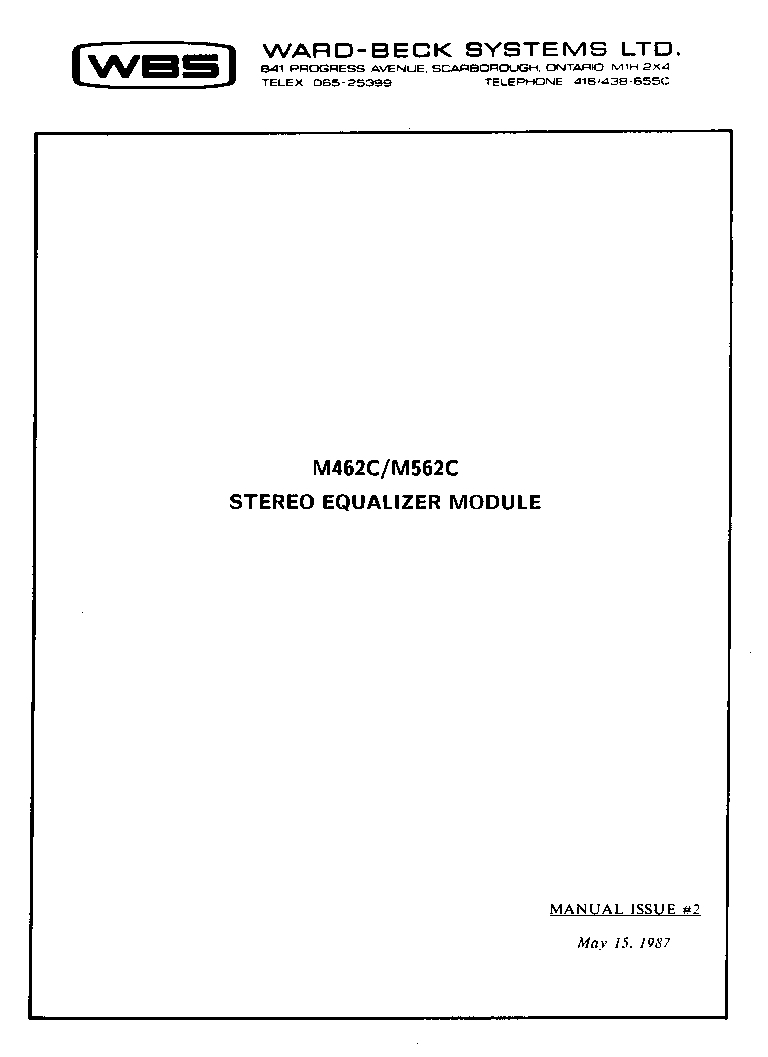 WBS
WARD-BECK SYSTEMS LTD.
841 PROGRESS AVENUE, SCARBOROUGH, ONTARIO M1H 2X4
TELEX 065-25399 TELEPHONE 416/438-6550
M462C/M562C
STEREO EQUALIZER MODULE
MANUAL ISSUE #2
May 15, 1987